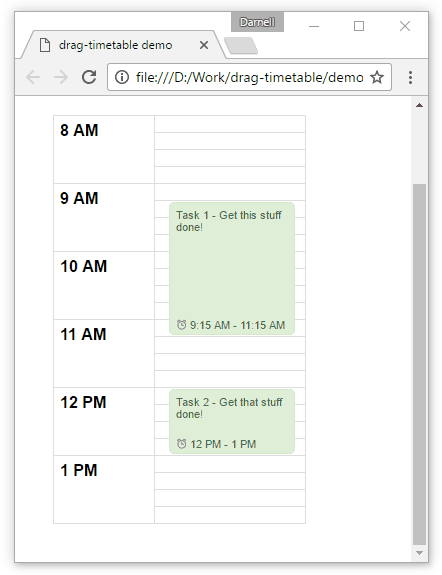 Darnell
drag-timetable demo
file:///D:/Work/drag-timetable/demo
8 AM
9 AM
Task 1 - Get this stuff
done!
10 AM
9:15 AM - 11:15 AM
11 AM
12 PM
Task 2 - Get that stuff
done!
12 PM - 1 PM
1 PM